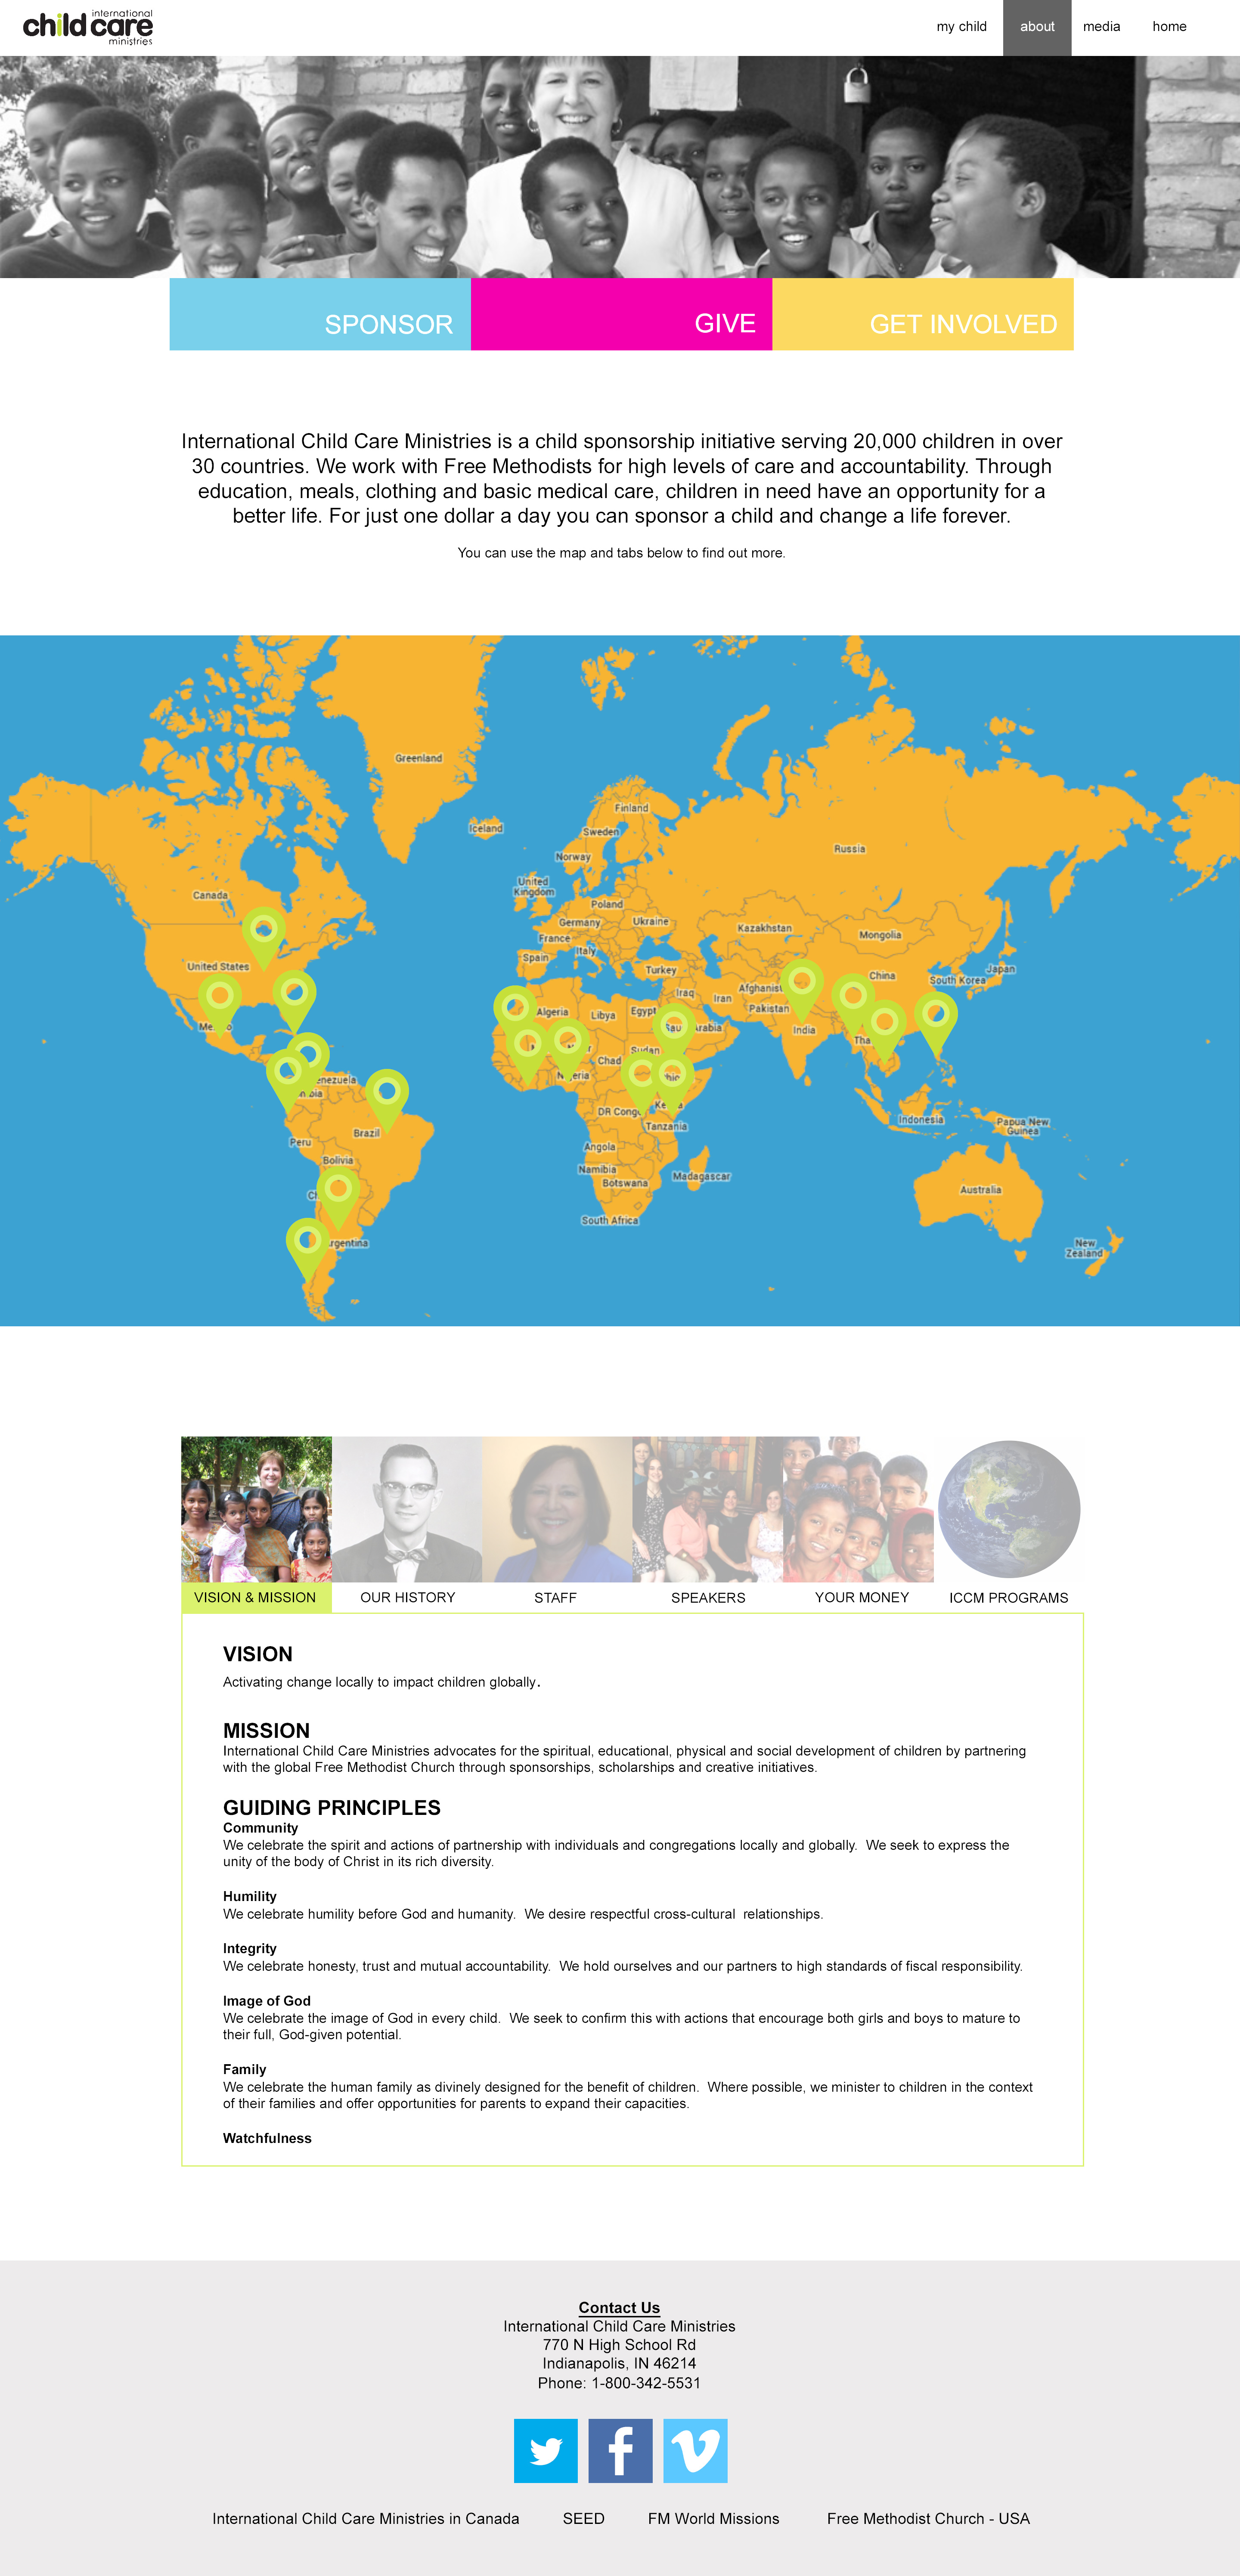 international
child care
ministries
my child
about
media
home
SPONSOR
GIVE
GET INVOLVED
International Child Care Ministries is a child sponsorship initiative serving 20,000 children in over
30 countries. We work with Free Methodists for high levels of care and accountability. Through
education, meals, clothing and basic medical care, children in need have an opportunity for a
better life. For just one dollar a day you can sponsor a child and change a life forever.
You can use the map and tabs below to find out more.
Greenland
Iceland
Finland
Sweden
Norway
Russia
United
Kingdom
Canada
Poland
Germany
Ukraine
Kazakhstan
Mongolia
France
Italy
Spain
United States
Turkey
China
Japan
South Korea
Iraq
Iran
Pakistan
Algeria
Libya
Egypt
India
Chad
Sudan
DR Congo
Tanzania
Indonesia
Papua New
Guinea
Peru
Brazil
Bolivia
Angola
Namibia
Botswana
Madagascar
South Africa
Australia
New
Zealand
VISION & MISSION
OUR HISTORY
STAFF
SPEAKERS
YOUR MONEY
ICCM PROGRAMS
VISION
Activating change locally to impact children globally.
MISSION
International Child Care Ministries advocates for the spiritual, educational, physical and social development of children by partnering
with the global Free Methodist Church through sponsorships, scholarships and creative initiatives.
GUIDING PRINCIPLES
Community
We celebrate the spirit and actions of partnership with individuals and congregations locally and globally.  We seek to express the
unity of the body of Christ in its rich diversity.
Humility
We celebrate humility before God and humanity.  We desire respectful cross-cultural  relationships.
Integrity
We celebrate honesty, trust and mutual accountability.  We hold ourselves and our partners to high standards of fiscal responsibility.
Image of God
We celebrate the image of God in every child.  We seek to confirm this with actions that encourage both girls and boys to mature to
their full, God-given potential.
Family
We celebrate the human family as divinely designed for the benefit of children.  Where possible, we minister to children in the context
of their families and offer opportunities for parents to expand their capacities.
Watchfulness
Contact Us
International Child Care Ministries
770 N High School Rd
Indianapolis, IN 46214
Phone: 1-800-342-5531
International Child Care Ministries in Canada
SEED
FM World Missions
Free Methodist Church - USA